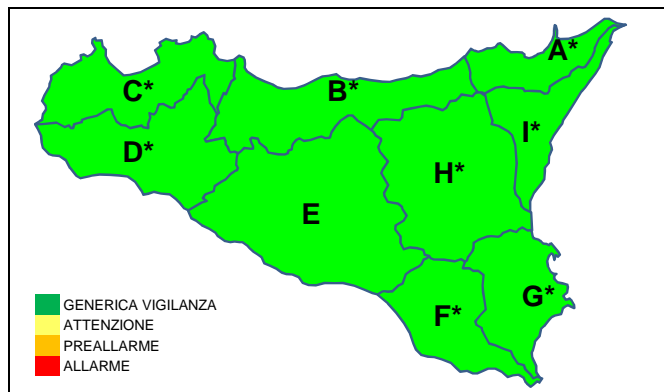 A*
C*
B*
I*
D*
H*
E
G*
F*
GENERICA VIGILANZA
ATTENZIONE
PREALLARME
ALLARME